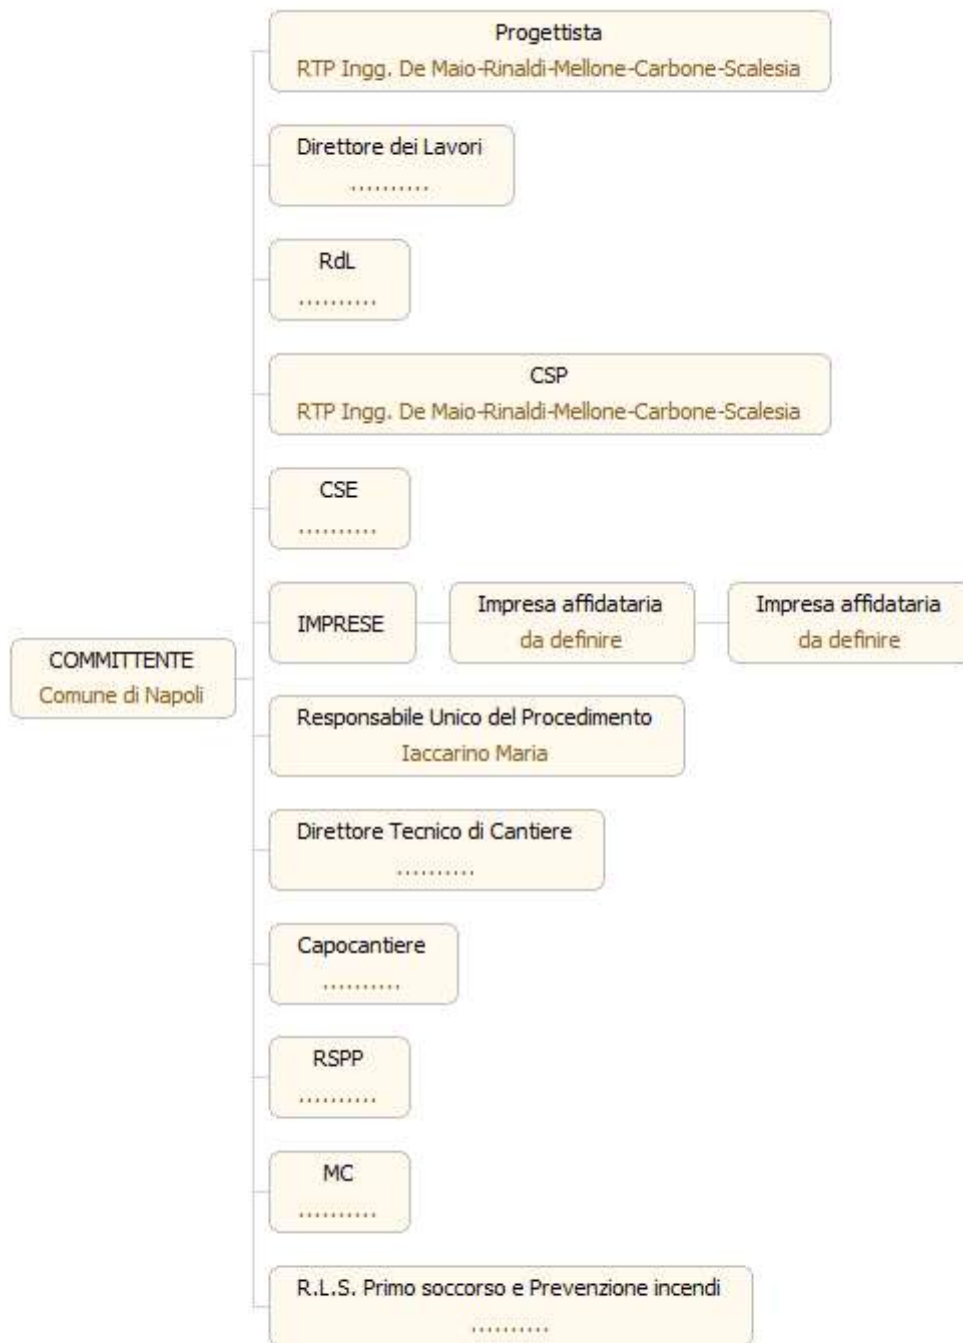 Progettista
RTP Ingg. De Maio-Rinaldi-Mellone-Carbone-Scalesia
Direttore dei Lavori
..........
RdL
..........
CSP
RTP Ingg. De Maio-Rinaldi-Mellone-Carbone-Scalesia
CSE
..........
IMPRESE
Impresa affidataria
da definire
Impresa affidataria
da definire
COMMITTENTE
Comune di Napoli
Responsabile Unico del Procedimento
Iaccarino Maria
Direttore Tecnico di Cantiere
..........
Capocantiere
..........
RSPP
..........
MC
..........
R.L.S. Primo soccorso e Prevenzione incendi
..........